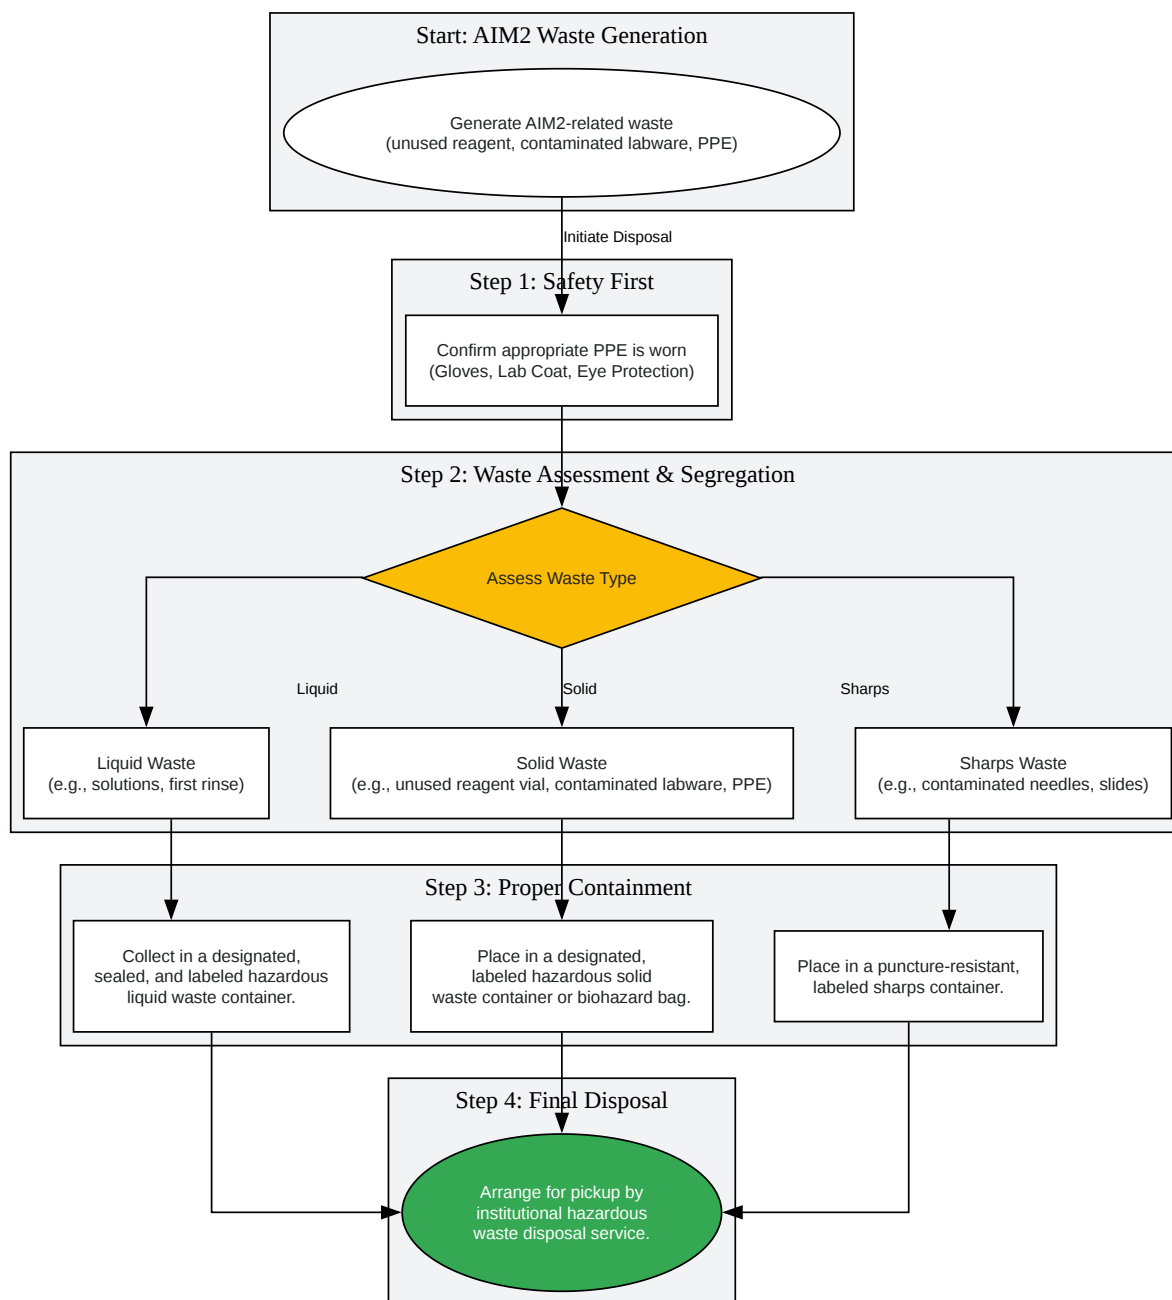 Start: AIM2 Waste Generation
Generate AIM2-related waste
(unused reagent, contaminated labware, PPE)
Initiate Disposal
Step 1: Safety First
Confirm appropriate PPE is worn
(Gloves, Lab Coat, Eye Protection)
Step 2: Waste Assessment & Segregation
Assess Waste Type
Liquid
Solid
Sharps
Liquid Waste
(e.g., solutions, first rinse)
Solid Waste
(e.g., unused reagent vial, contaminated labware, PPE)
Sharps Waste
(e.g., contaminated needles, slides)
Step 3: Proper Containment
Collect in a designated,
sealed, and labeled hazardous
liquid waste container.
Place in a designated,
labeled hazardous solid
waste container or biohazard bag.
Place in a puncture-resistant,
labeled sharps container.
Step 4: Final Disposal
Arrange for pickup by
institutional hazardous
waste disposal service.